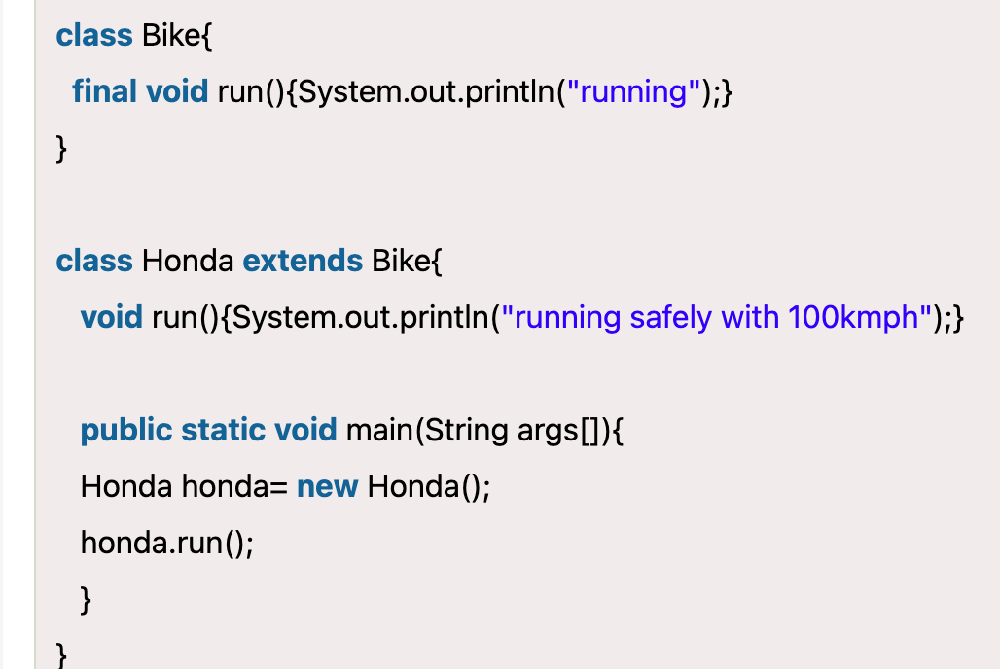 class Bike{
final void run(){System.out.println("running");}
}
class Honda extends Bike{
void run(){System.out.println("running safely with 100kmph");}
public static void main(String args[]){
Honda honda= new Honda();
honda.run();
}
}